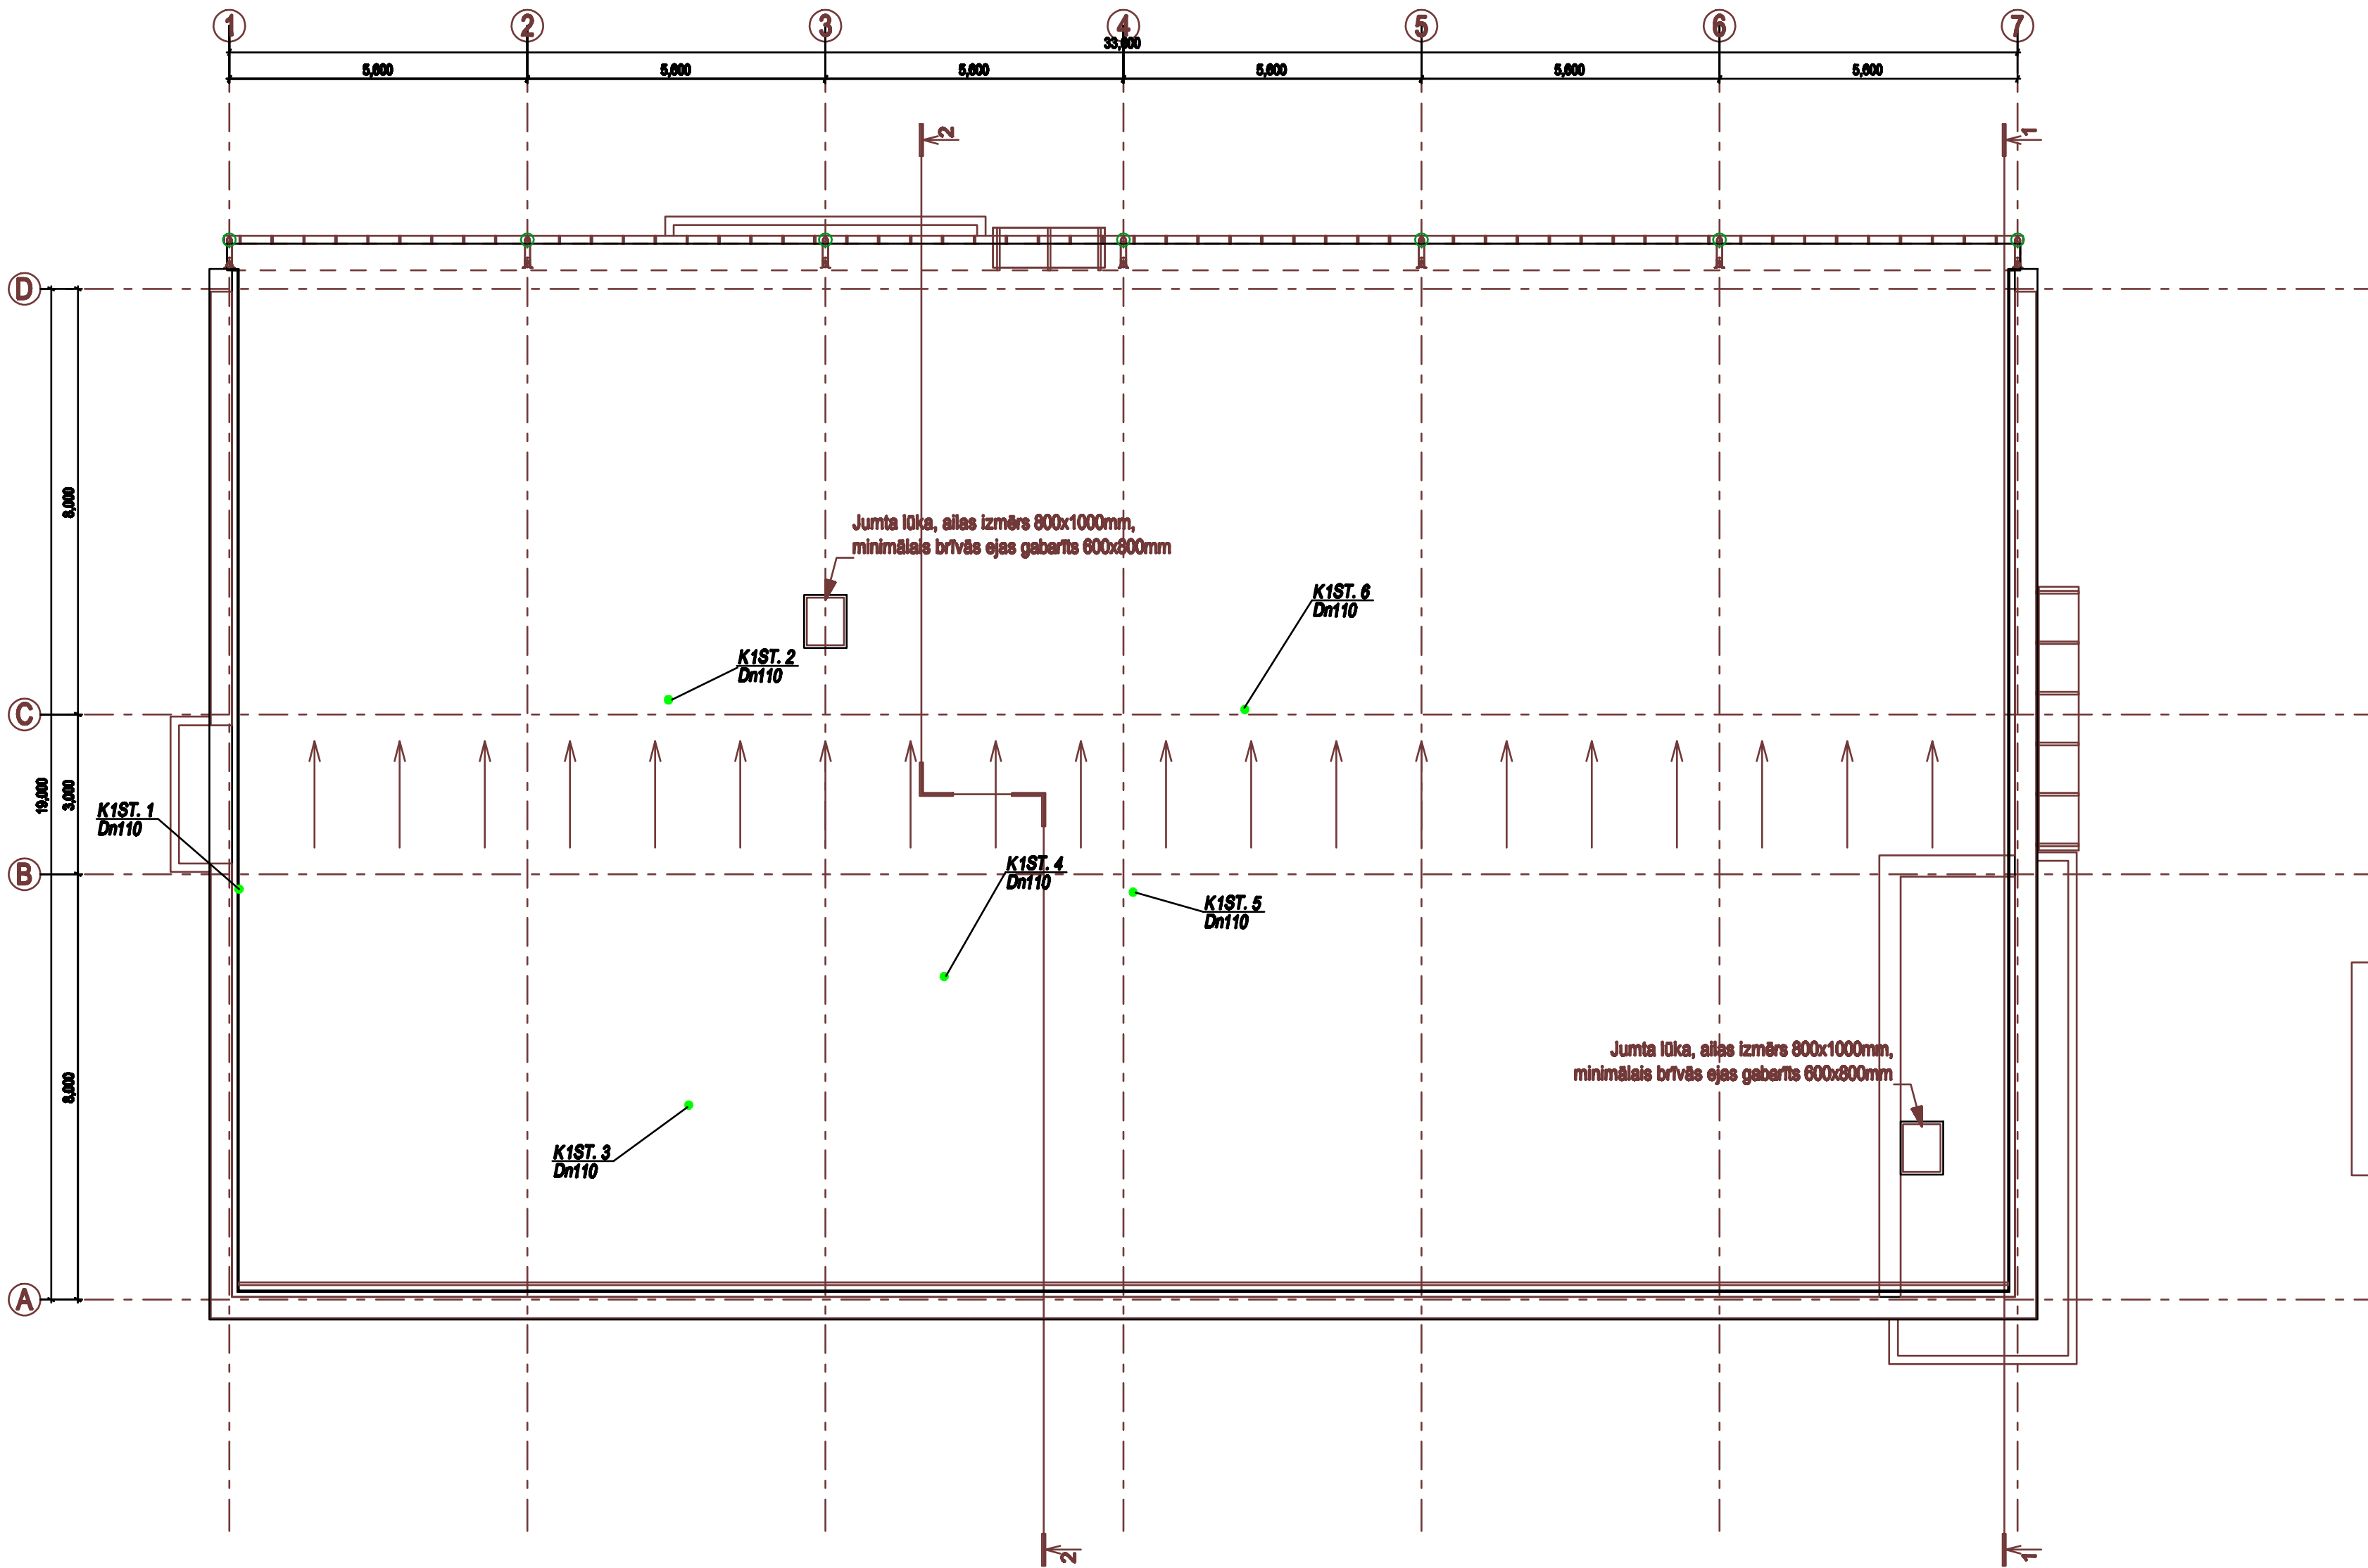 1
2
3
4
5
6
7
33,600
5,600
5,600
5,600
5,600
5,600
5,600
2
1
D
8,000
Jumta lūka, ailas izmērs 800x1000mm,
minimālais brīvās ejas gabarīts 600x800mm
K1ST. 6
Dn110
K1ST. 2
Dn110
C
19,000
3,000
K1ST. 1
Dn110
B
K1ST. 4
Dn110
K1ST. 5
Dn110
8,000
Jumta lūka, ailas izmērs 800x1000mm,
minimālais brīvās ejas gabarīts 600x800mm
K1ST. 3
Dn110
A
2
1